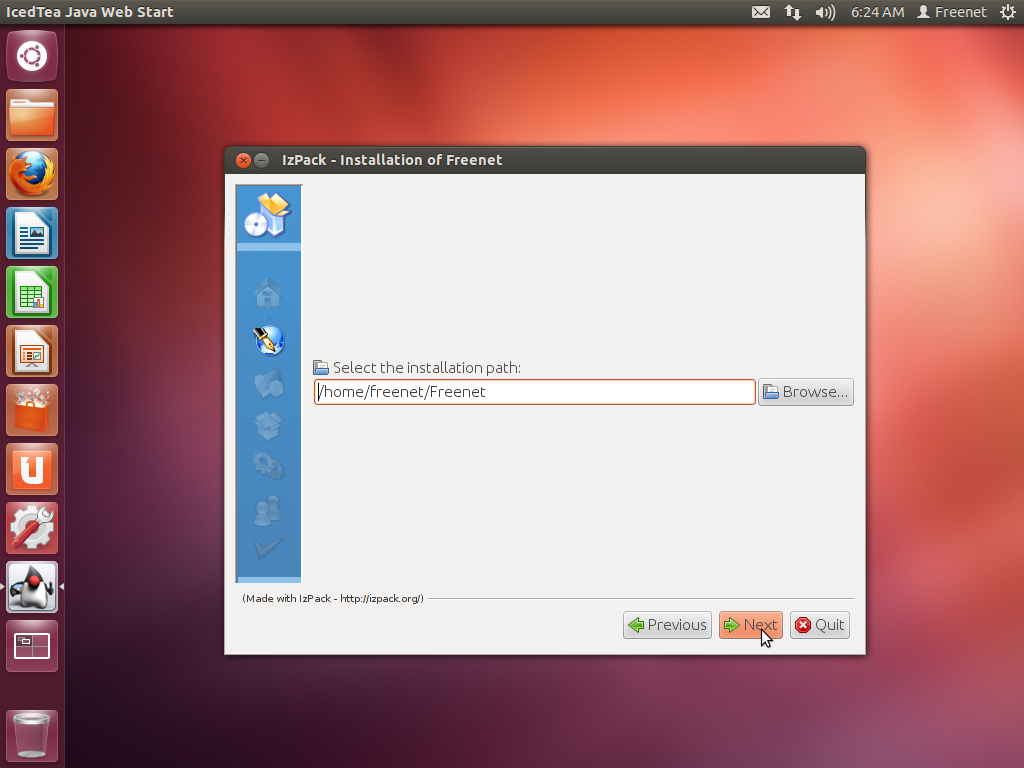 IcedTea Java Web Start
6:24 AM
Freenet
IzPack - Installation of Freenet
Select the installation path:
/home/freenet/Freenet
Browse...
(Made with IzPack - http://izpack.org/)
Previous
Next
Quit